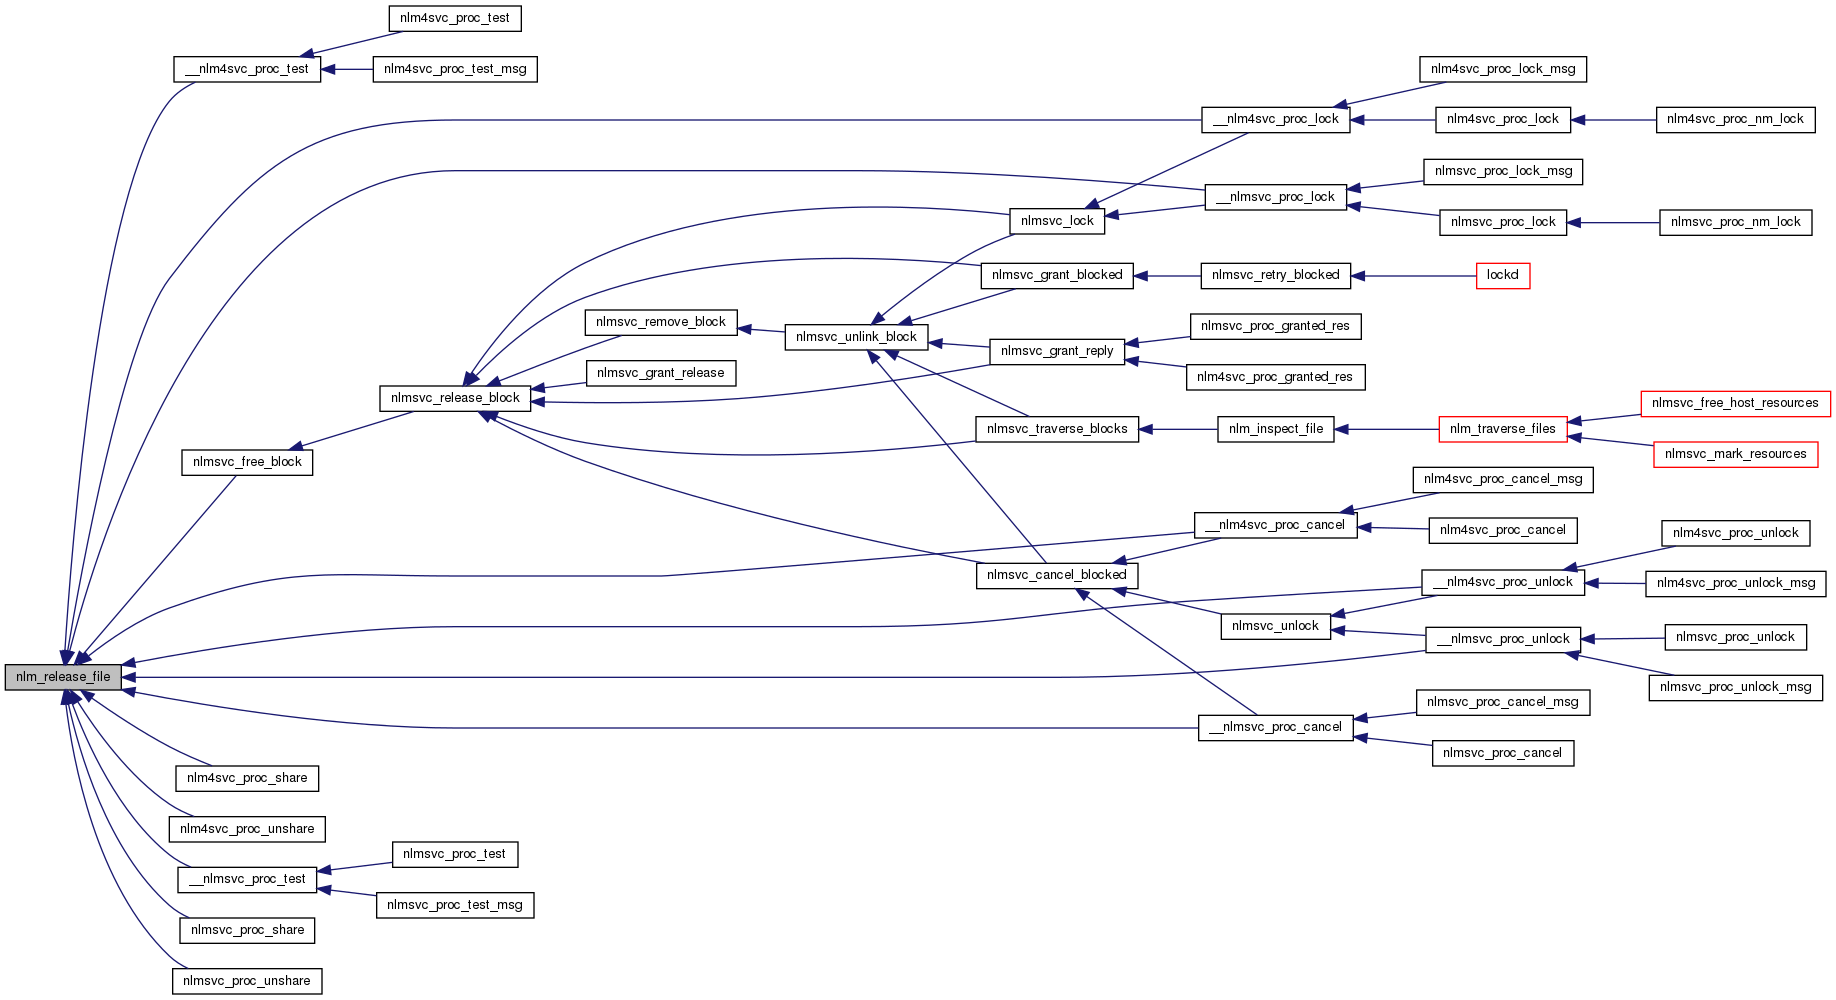 nlm4svc_proc_test
__nlm4svc_proc_test
nlm4svc_proc_test_msg
nlm4svc_proc_lock_msg
__nlm4svc_proc_lock
nlm4svc_proc_lock
nlm4svc_proc_nm_lock
nlmsvc_proc_lock_msg
__nlmsvc_proc_lock
nlmsvc_lock
nlmsvc_proc_lock
nlmsvc_proc_nm_lock
nlmsvc_grant_blocked
nlmsvc_retry_blocked
lockd
nlmsvc_remove_block
nlmsvc_unlink_block
nlmsvc_proc_granted_res
nlmsvc_grant_reply
nlmsvc_grant_release
nlm4svc_proc_granted_res
nlmsvc_release_block
nlmsvc_free_host_resources
nlmsvc_traverse_blocks
nlm_inspect_file
nlm_traverse_files
nlmsvc_mark_resources
nlmsvc_free_block
nlm4svc_proc_cancel_msg
__nlm4svc_proc_cancel
nlm4svc_proc_cancel
nlm4svc_proc_unlock
nlmsvc_cancel_blocked
__nlm4svc_proc_unlock
nlm4svc_proc_unlock_msg
nlmsvc_unlock
__nlmsvc_proc_unlock
nlmsvc_proc_unlock
nlm_release_file
nlmsvc_proc_unlock_msg
nlmsvc_proc_cancel_msg
__nlmsvc_proc_cancel
nlmsvc_proc_cancel
nlm4svc_proc_share
nlm4svc_proc_unshare
nlmsvc_proc_test
__nlmsvc_proc_test
nlmsvc_proc_test_msg
nlmsvc_proc_share
nlmsvc_proc_unshare